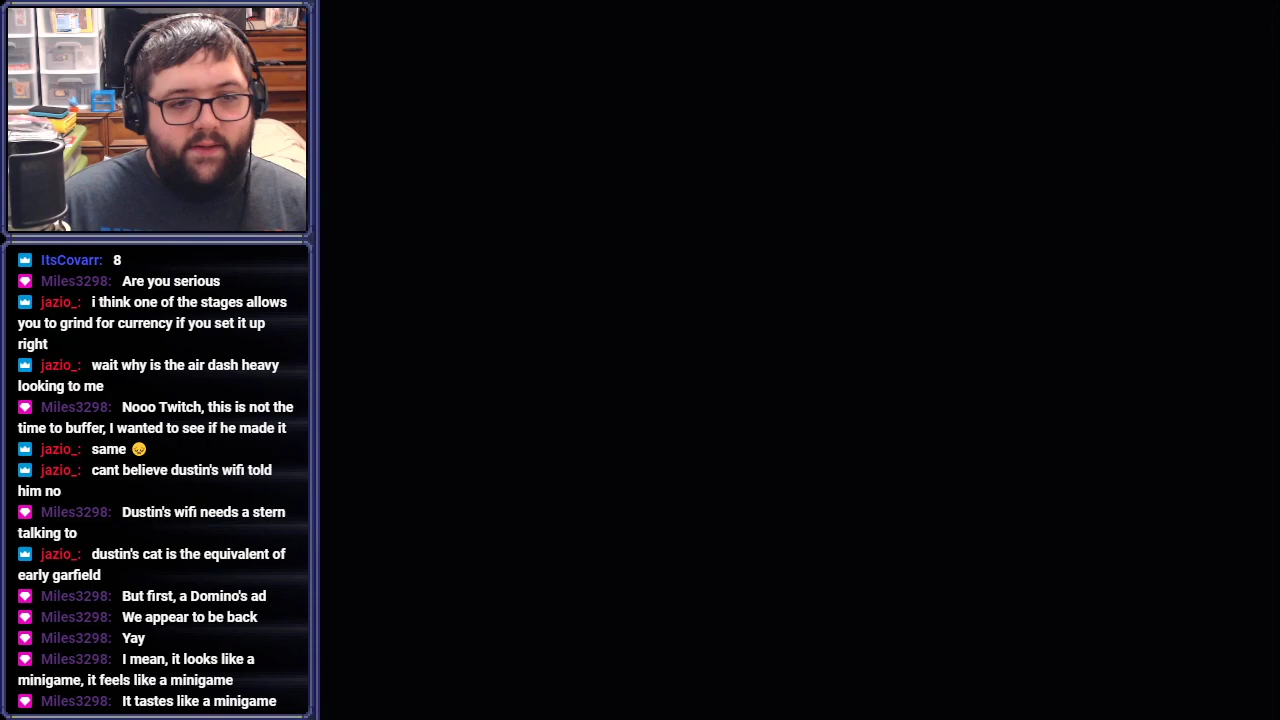 ItsCovarr: 8
Miles3298: Are you serious
jazio_: i think one of the stages allows
you to grind for currency if you set it up
right
jazio_: wait why is the air dash heavy
looking to me
Miles3298: Nooo Twitch, this is not the
time to buffer, I wanted to see if he made it
jazio_: same 😞
jazio_: cant believe dustin's wifi told
him no
Miles3298: Dustin's wifi needs a stern
talking to
jazio_: dustin's cat is the equivalent of
early garfield
Miles3298: But first, a Domino's ad
Miles3298: We appear to be back
Miles3298: Yay
Miles3298: I mean, it looks like a
minigame, it feels like a minigame
Miles3298: It tastes like a minigame